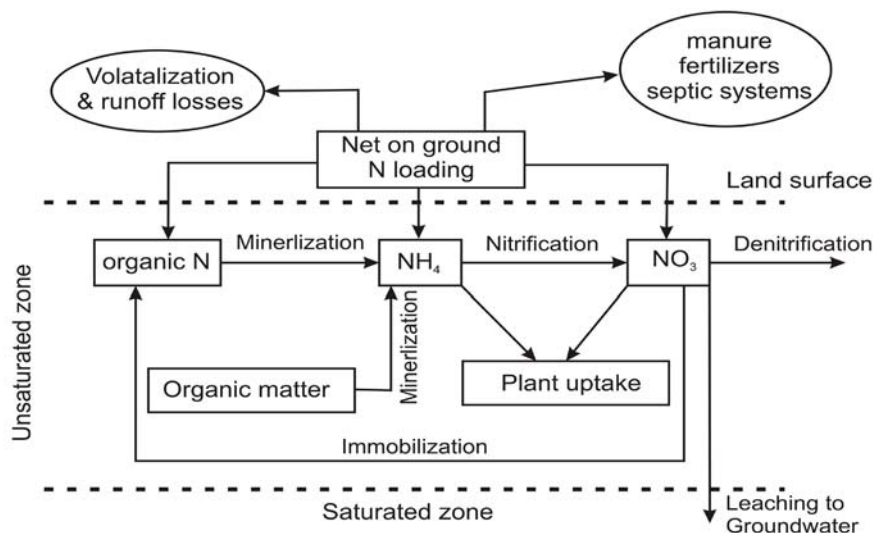 Volatalization
& runoff losses
manure
fertilizers
septic systems
Net on ground
N loading
Land surface
Unsaturated zone
organic N
Minerlization
NH₄
Nitrification
NO₃
Denitrification
Minerlization
Organic matter
Plant uptake
Immobilization
Saturated zone
Leaching to
Groundwater